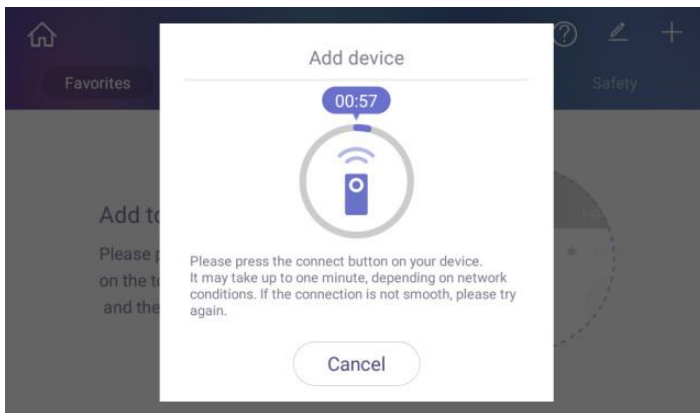 Add device
Favorites
Safety
00:57
Add to
Please
on the
and the
Please press the connect button on your device.
It may take up to one minute, depending on network
conditions. If the connection is not smooth, please try
again.
Cancel